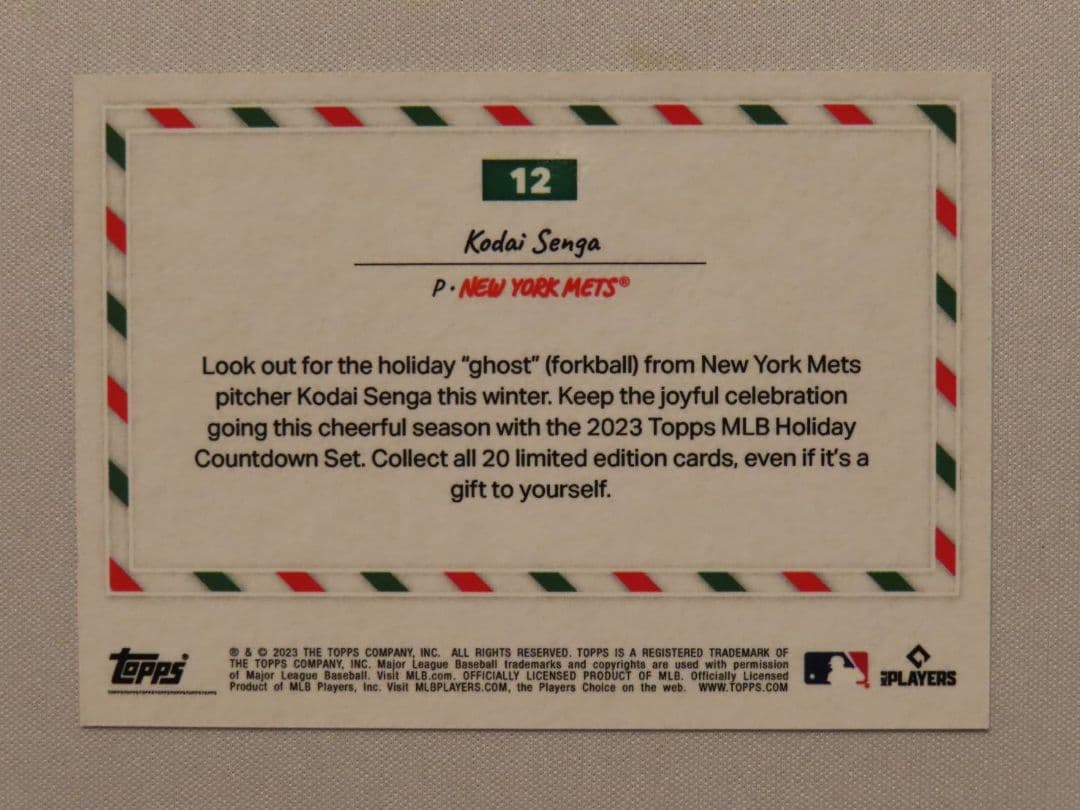 12
Kodai Senga
P · NEW YORK METS®
Look out for the holiday “ghost” (forkball) from New York Mets
pitcher Kodai Senga this winter. Keep the joyful celebration
going this cheerful season with the 2023 Topps MLB Holiday
Countdown Set. Collect all 20 limited edition cards, even if it’s a
gift to yourself.
topps®
® & © 2023 THE TOPPS COMPANY, INC. ALL RIGHTS RESERVED. TOPPS IS A REGISTERED TRADEMARK OF
THE TOPPS COMPANY, INC. Major League Baseball trademarks and copyrights are used with permission
of Major League Baseball. Visit MLB.com. OFFICIALLY LICENSED PRODUCT OF MLB. Officially Licensed
Product of MLB Players, Inc. Visit MLBPLAYERS.COM, the Players Choice on the web. WWW.TOPPS.COM
MLB PLAYERS